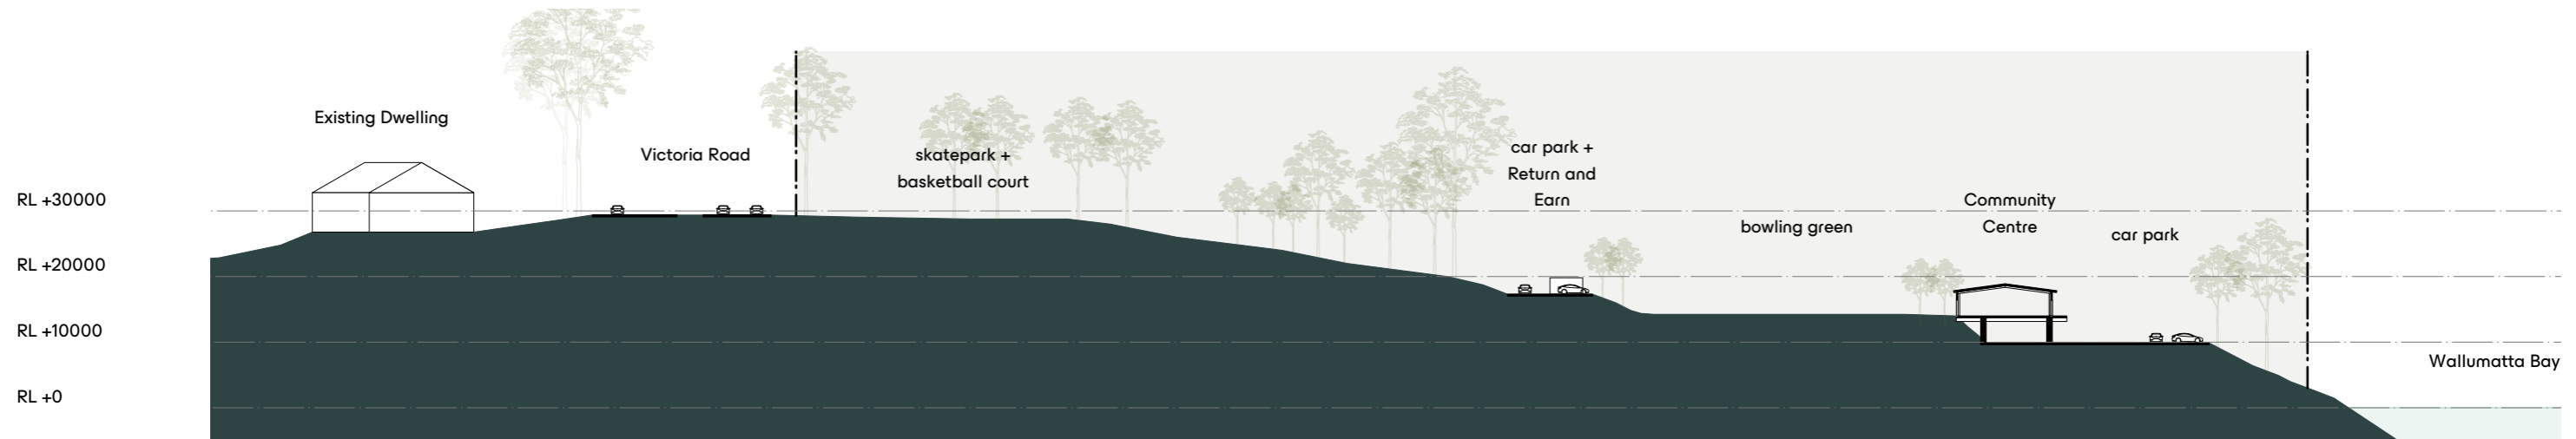 Existing Dwelling
Victoria Road
skatepark +
basketball court
car park +
Return and
Earn
bowling green
Community
Centre
car park
Wallumatta Bay
RL +30000
RL +20000
RL +10000
RL +0